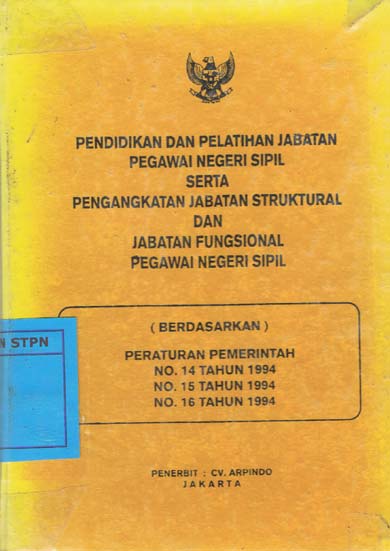 PENDIDIKAN DAN PELATIHAN JABATAN
PEGAWAI NEGERI SIPIL
SERTA
PENGANGKATAN JABATAN STRUKTURAL
DAN
JABATAN FUNGSIONAL
PEGAWAI NEGERI SIPIL
( BERDASARKAN )
PERATURAN PEMERINTAH
NO. 14 TAHUN 1994
NO. 15 TAHUN 1994
NO. 16 TAHUN 1994
N STPN
PENERBIT : CV. ARPINDO
JAKARTA